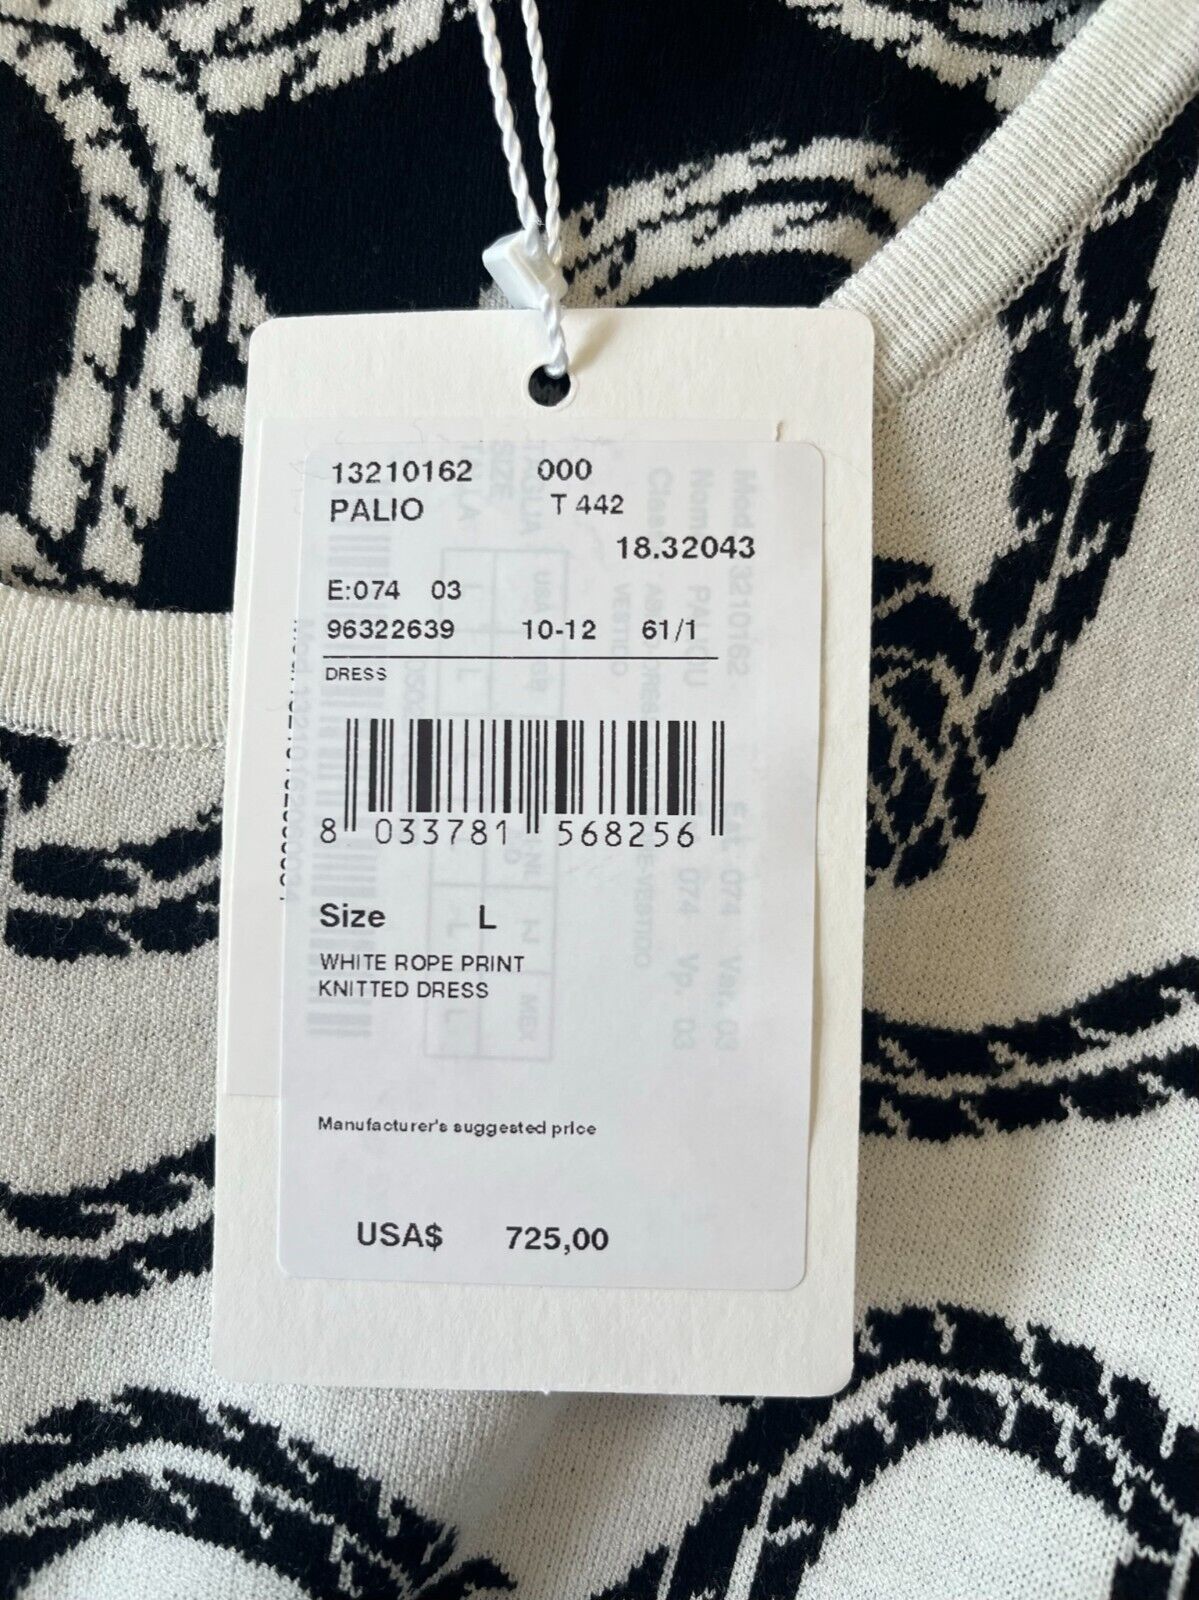 13210162 000
PALIO T 442
18.32043
E:074 03
96322639 10-12 61/1
DRESS
8 033781 568256
Size L
WHITE ROPE PRINT
KNITTED DRESS
Manufacturer's suggested price
USA$ 725,00